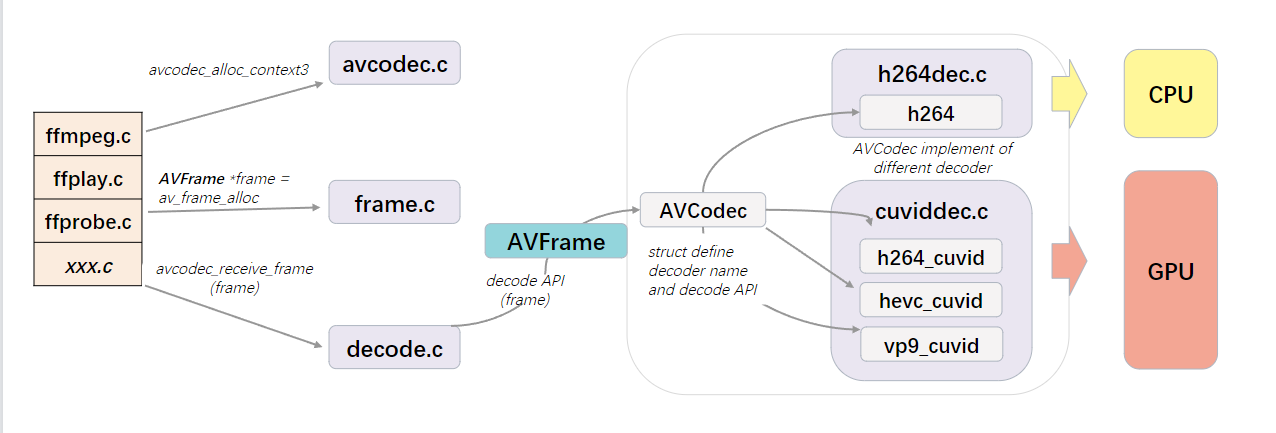 ffmpeg.c
ffplay.c
ffprobe.c
xxx.c
avcodec_alloc_context3
AVFrame *frame =
av_frame_alloc
avcodec_receive_frame
(frame)
avcodec.c
frame.c
decode.c
AVFrame
decode API
(frame)
AVCodec
struct define
decoder name
and decode API
h264dec.c
h264
AVCodec implement of
different decoder
cuviddec.c
h264_cuvid
hevc_cuvid
vp9_cuvid
CPU
GPU